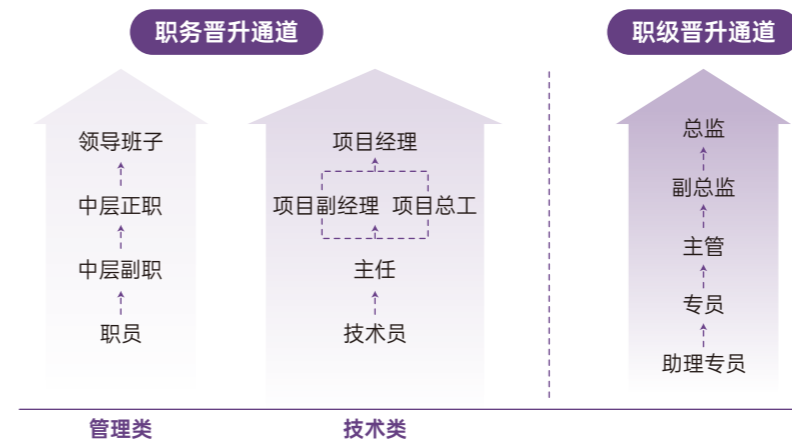 职务晋升通道
职级晋升通道
领导班子
中层正职
中层副职
职员
项目经理
项目副经理 项目总工
主任
技术员
总监
副总监
主管
专员
助理专员
管理类
技术类